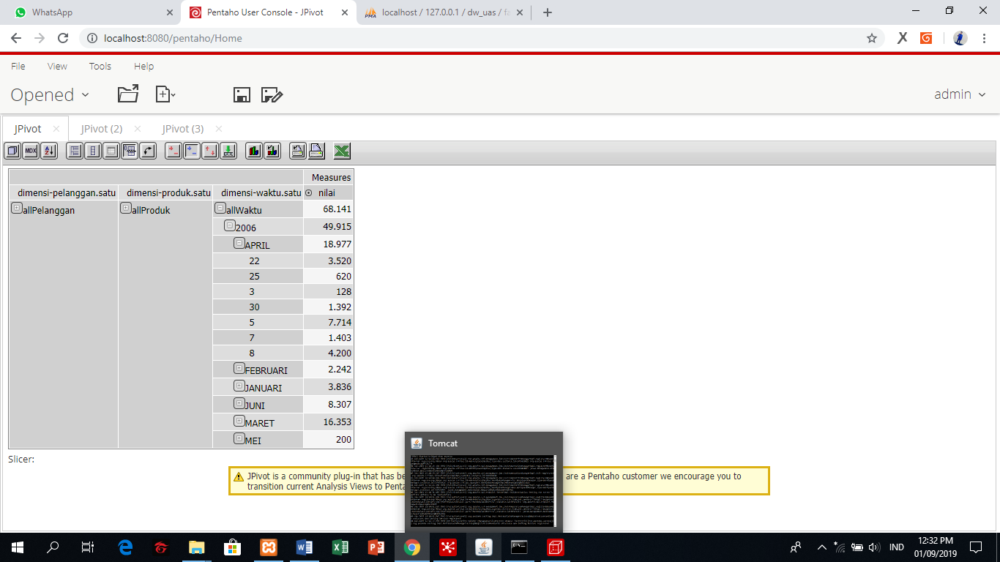 WhatsApp
Pentaho User Console - JPivot
localhost / 127.0.0.1 / dw_uas / fa
localhost:8080/pentaho/Home
File View Tools Help
Opened
admin
JPivot
JPivot (2)
JPivot (3)
MDX
Measures
dimensi-pelanggan.satu dimensi-produk.satu dimensi-waktu.satu nilai
allPelanggan allProduk allWaktu 68.141
2006 49.915
APRIL 18.977
22 3.520
25 620
3 128
30 1.392
5 7.714
7 1.403
8 4.200
FEBRUARI 2.242
JANUARI 3.836
JUNI 8.307
MARET 16.353
MEI 200
Slicer:
JPivot is a community plug-in that has be are a Pentaho customer we encourage you to
transition current Analysis Views to Penta
Tomcat
IND
12:32 PM
01/09/2019